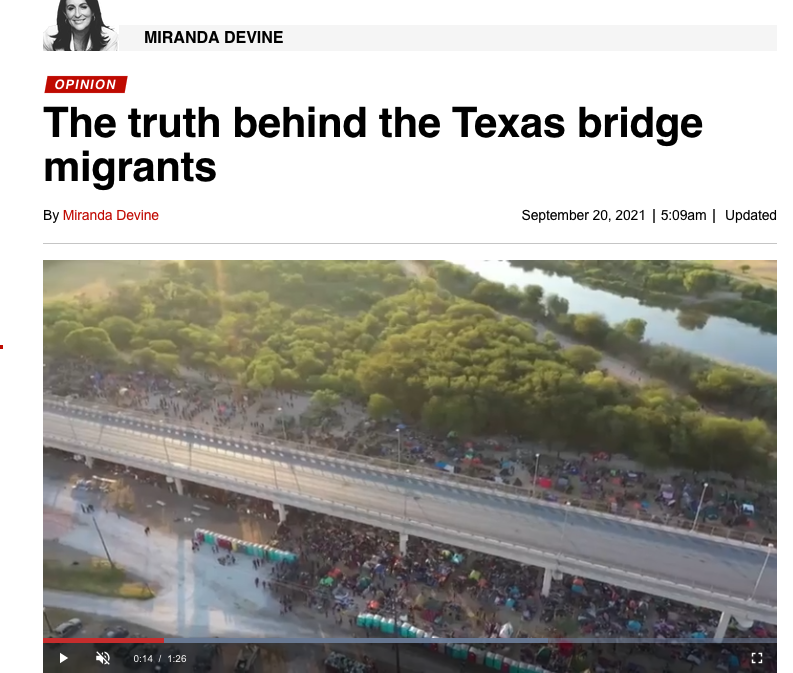 MIRANDA DEVINE
OPINION
The truth behind the Texas bridge
migrants
By Miranda Devine September 20, 2021 | 5:09am | Updated
0:14 / 1:26